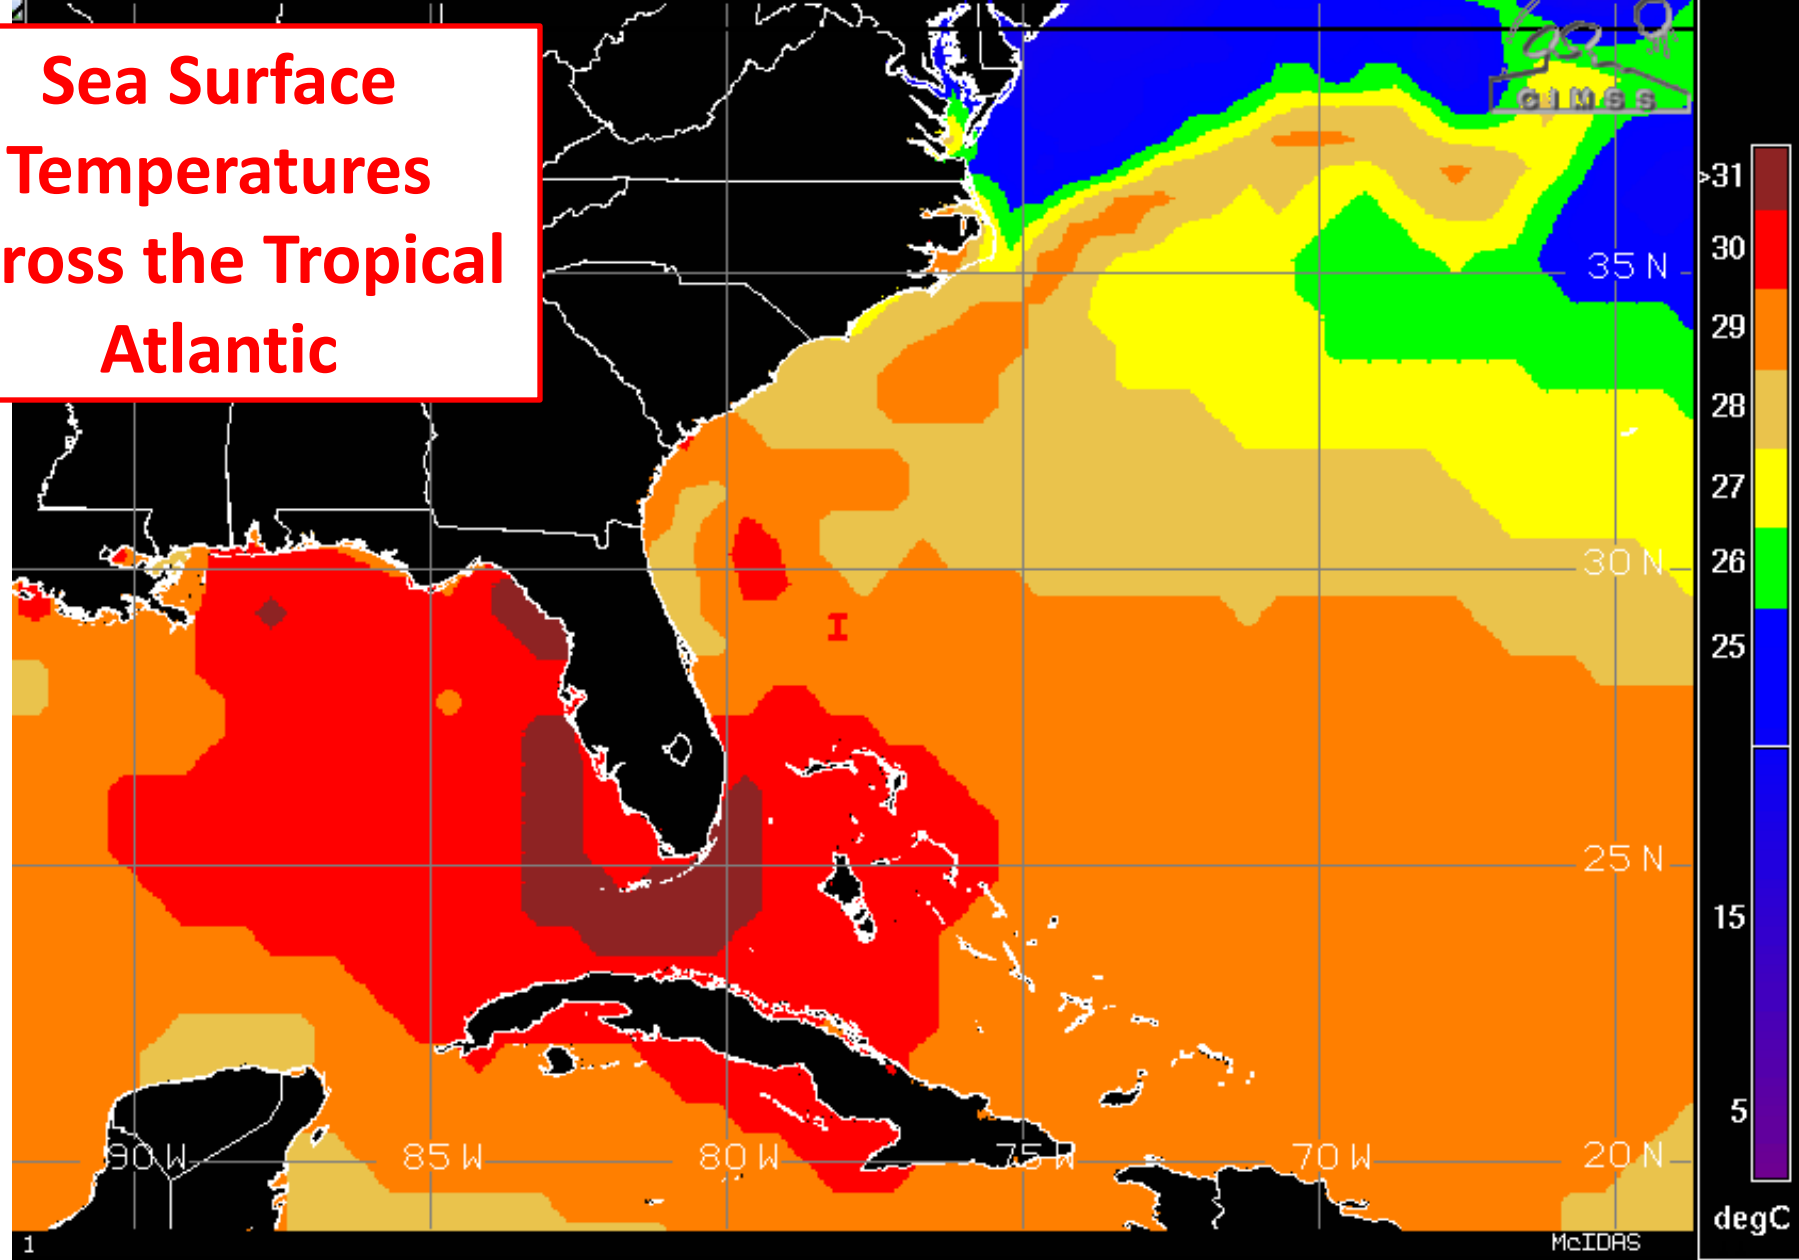 Sea Surface
Temperatures
ross the Tropical
Atlantic
CIMSS
>31
30
29
28
27
26
25
15
5
degC
35 N
30 N
25 N
90 W
85 W
80 W
75 W
70 W
20 N
I
1
McIDAS